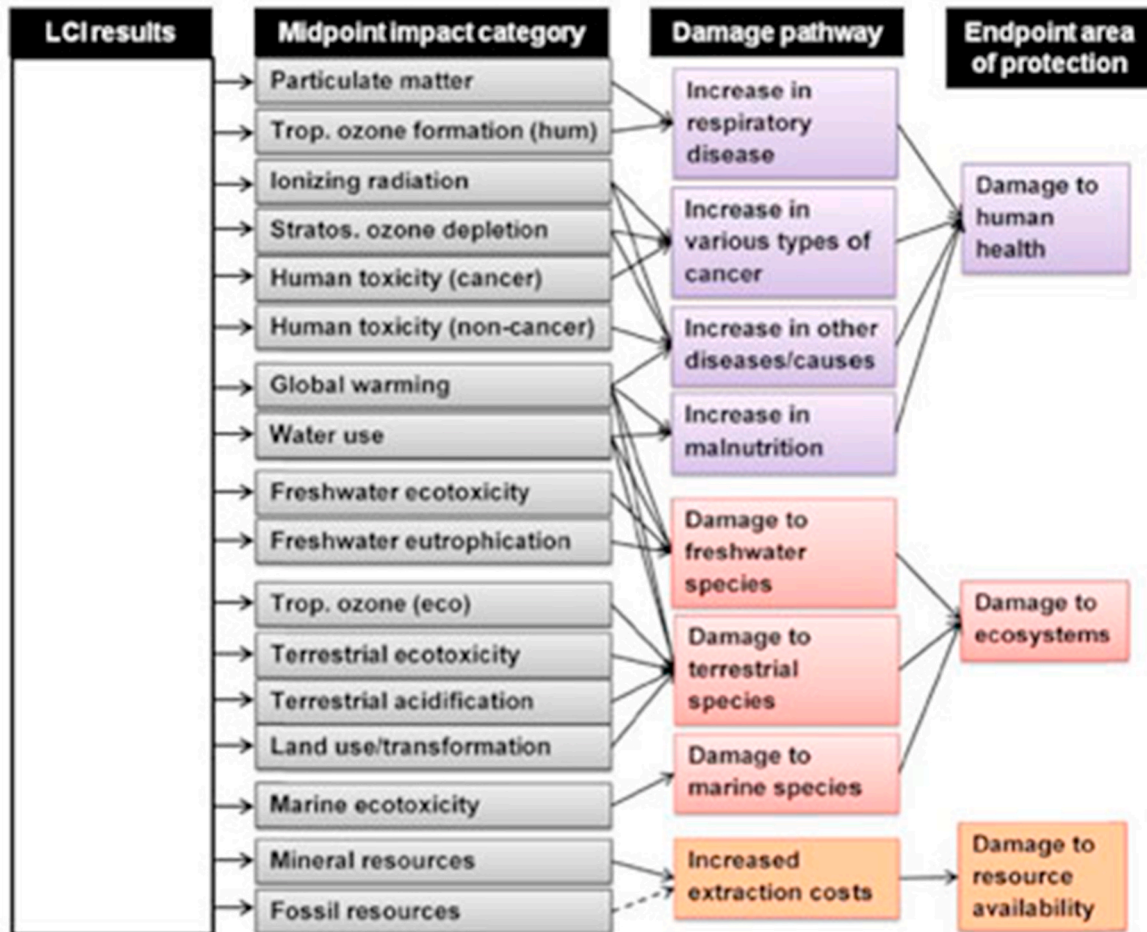 LCI results
Midpoint impact category
Damage pathway
Endpoint area
of protection
Particulate matter
Trop. ozone formation (hum)
Ionizing radiation
Stratos. ozone depletion
Human toxicity (cancer)
Human toxicity (non-cancer)
Global warming
Water use
Freshwater ecotoxicity
Freshwater eutrophication
Trop. ozone (eco)
Terrestrial ecotoxicity
Terrestrial acidification
Land use/transformation
Marine ecotoxicity
Mineral resources
Fossil resources
Increase in
respiratory
disease
Increase in
various types of
cancer
Increase in other
diseases/causes
Increase in
malnutrition
Damage to
freshwater
species
Damage to
terrestrial
species
Damage to
marine species
Increased
extraction costs
Damage to
human
health
Damage to
ecosystems
Damage to
resource
availability